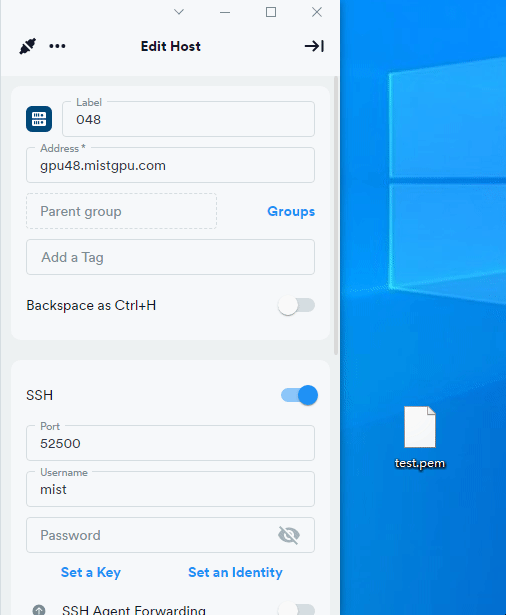 Edit Host
Label
048
Address*
gpu48.mistgpu.com
Parent group
Groups
Add a Tag
Backspace as Ctrl+H
SSH
Port
52500
Username
mist
Password
Set a Key
Set an Identity
SSH Agent Forwarding
test.pem